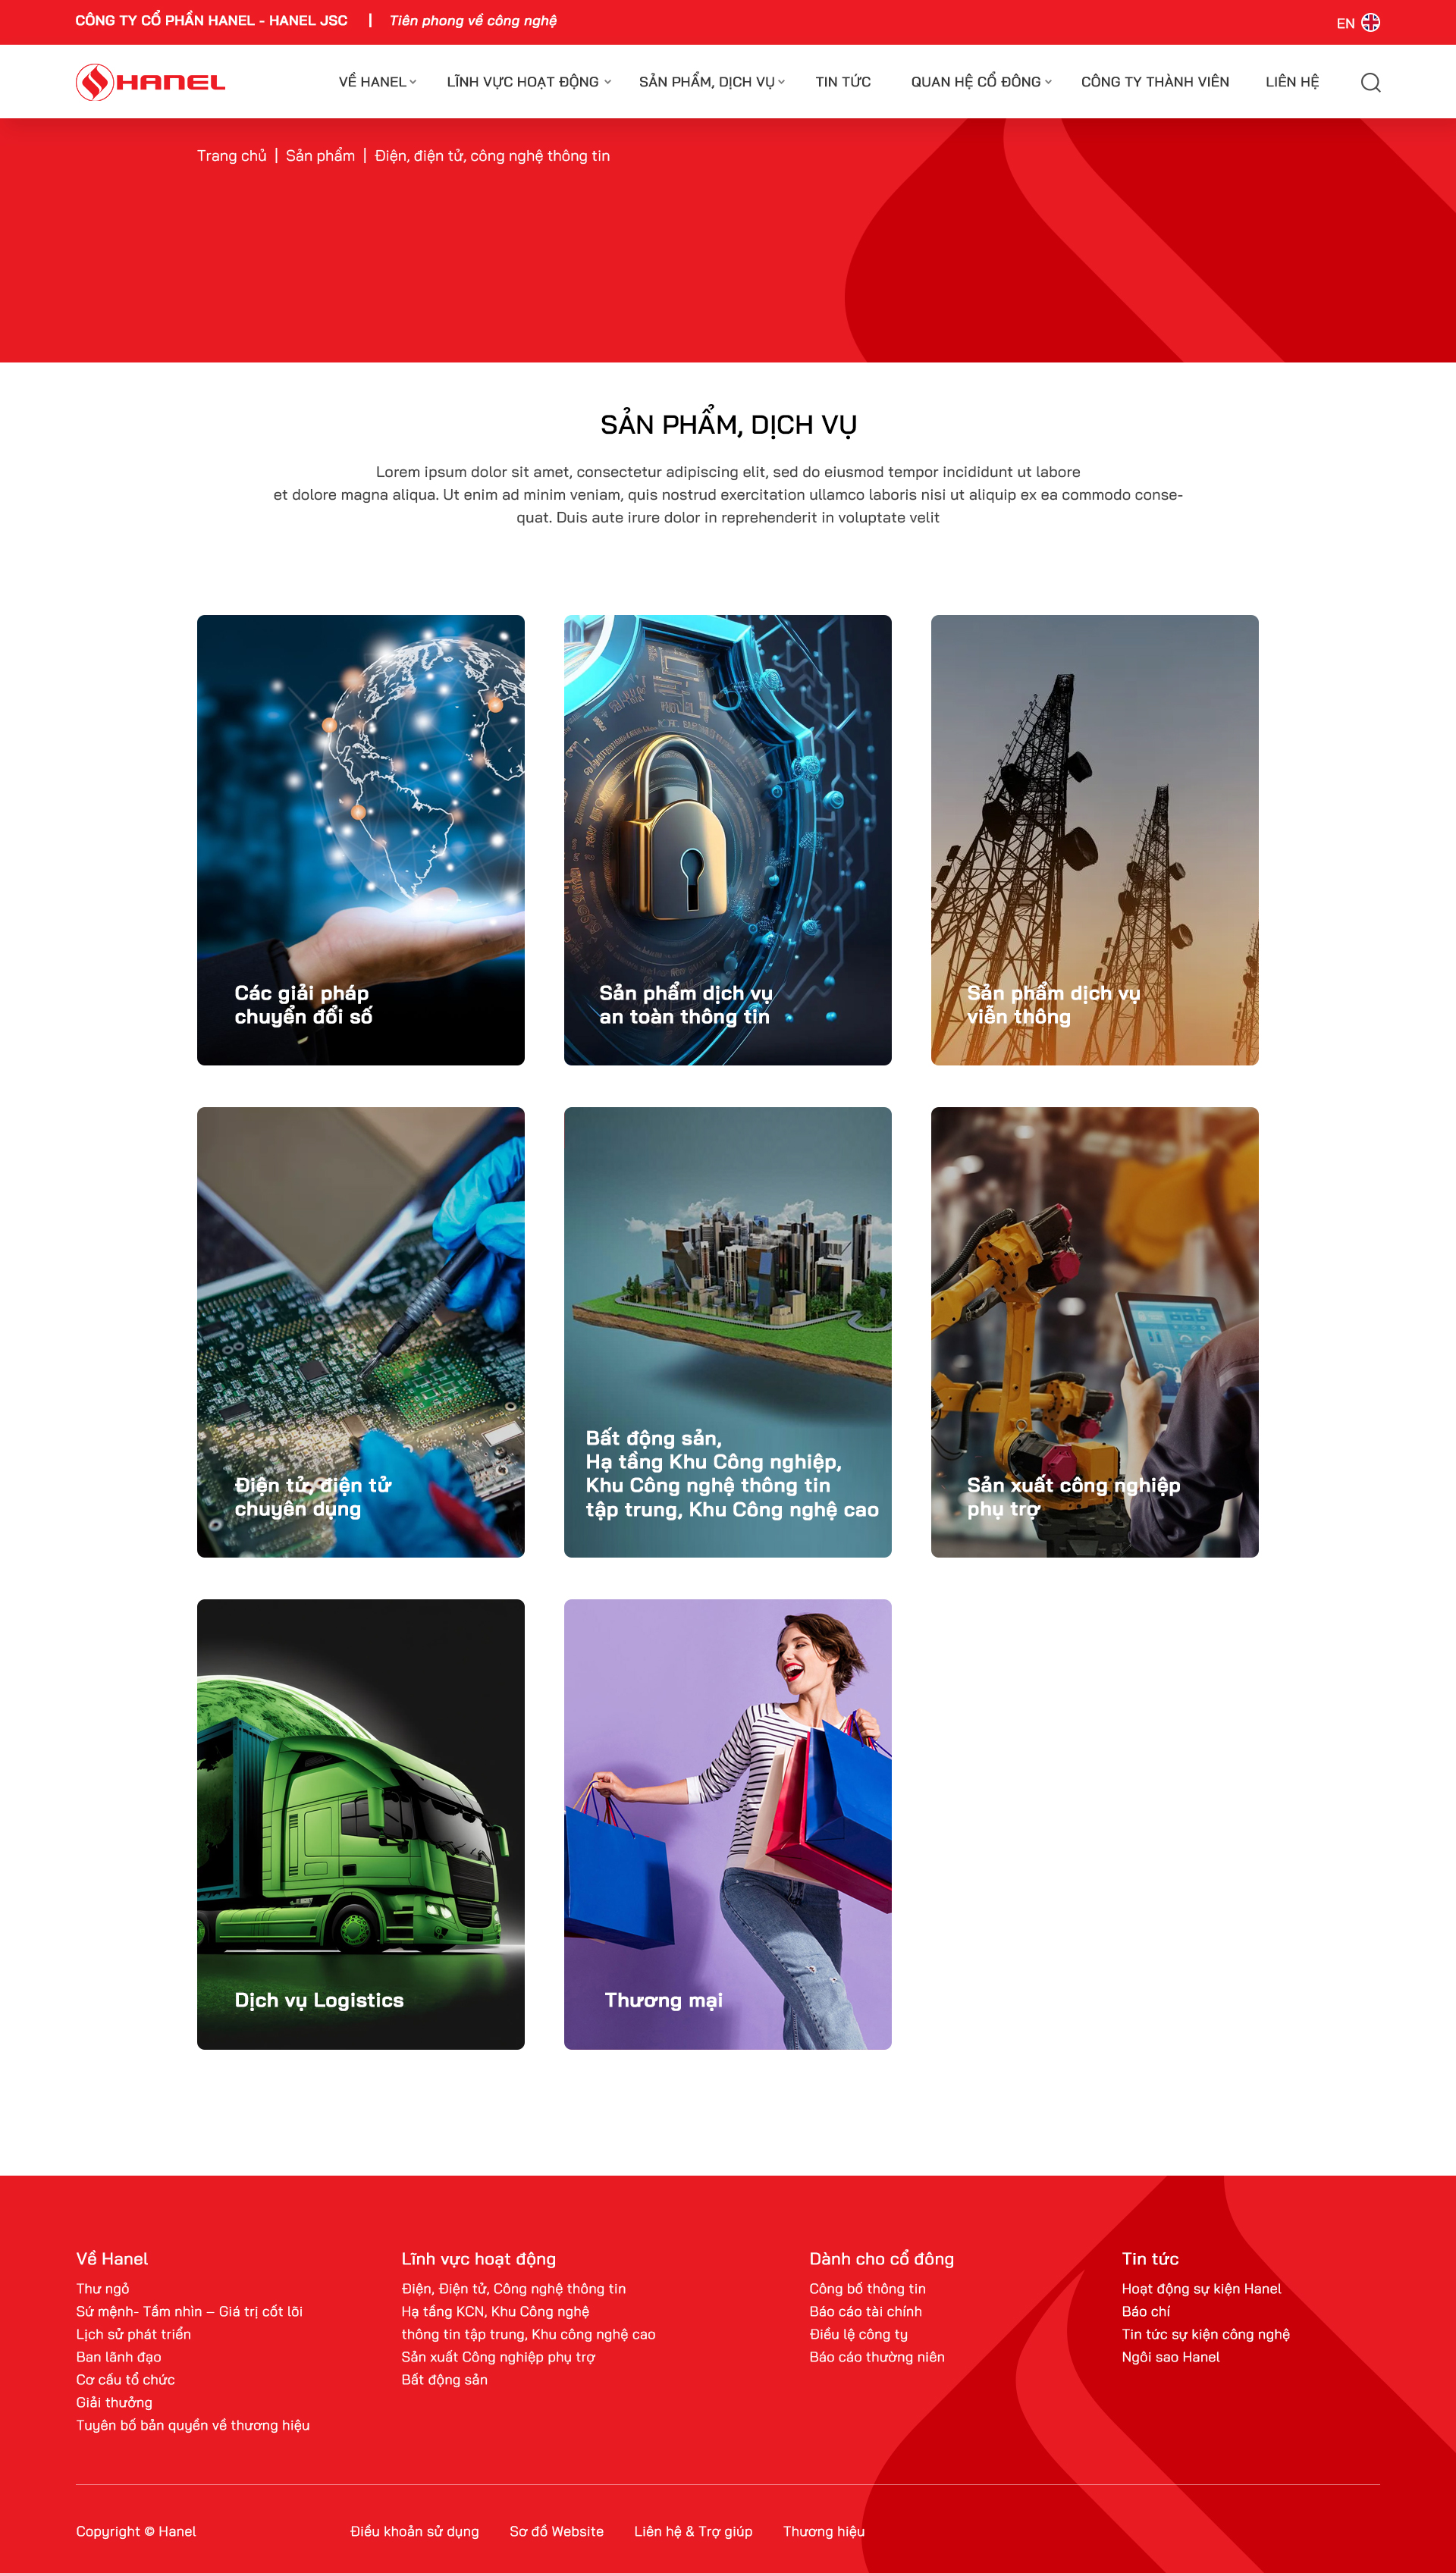 CÔNG TY CỔ PHẦN HANEL - HANEL JSC | Tiên phong về công nghệ
EN
HANEL
VỀ HANEL
LĨNH VỰC HOẠT ĐỘNG
SẢN PHẨM, DỊCH VỤ
TIN TỨC
QUAN HỆ CỔ ĐÔNG
CÔNG TY THÀNH VIÊN
LIÊN HỆ
Trang chủ | Sản phẩm | Điện, điện tử, công nghệ thông tin
SẢN PHẨM, DỊCH VỤ
Lorem ipsum dolor sit amet, consectetur adipiscing elit, sed do eiusmod tempor incididunt ut labore
et dolore magna aliqua. Ut enim ad minim veniam, quis nostrud exercitation ullamco laboris nisi ut aliquip ex ea commodo conse-
quat. Duis aute irure dolor in reprehenderit in voluptate velit
Các giải pháp
chuyển đổi số
Sản phẩm dịch vụ
an toàn thông tin
Sản phẩm dịch vụ
viễn thông
Điện tử, điện tử
chuyên dụng
Bất động sản,
Hạ tầng Khu Công nghiệp,
Khu Công nghệ thông tin
tập trung, Khu Công nghệ cao
Sản xuất công nghiệp
phụ trợ
Dịch vụ Logistics
Thương mại
Về Hanel
Thư ngỏ
Sứ mệnh- Tầm nhìn – Giá trị cốt lõi
Lịch sử phát triển
Ban lãnh đạo
Cơ cấu tổ chức
Giải thưởng
Tuyên bố bản quyền về thương hiệu
Lĩnh vực hoạt động
Điện, Điện tử, Công nghệ thông tin
Hạ tầng KCN, Khu Công nghệ
thông tin tập trung, Khu công nghệ cao
Sản xuất Công nghiệp phụ trợ
Bất động sản
Dành cho cổ đông
Công bố thông tin
Báo cáo tài chính
Điều lệ công ty
Báo cáo thường niên
Tin tức
Hoạt động sự kiện Hanel
Báo chí
Tin tức sự kiện công nghệ
Ngôi sao Hanel
Copyright © Hanel
Điều khoản sử dụng
Sơ đồ Website
Liên hệ & Trợ giúp
Thương hiệu